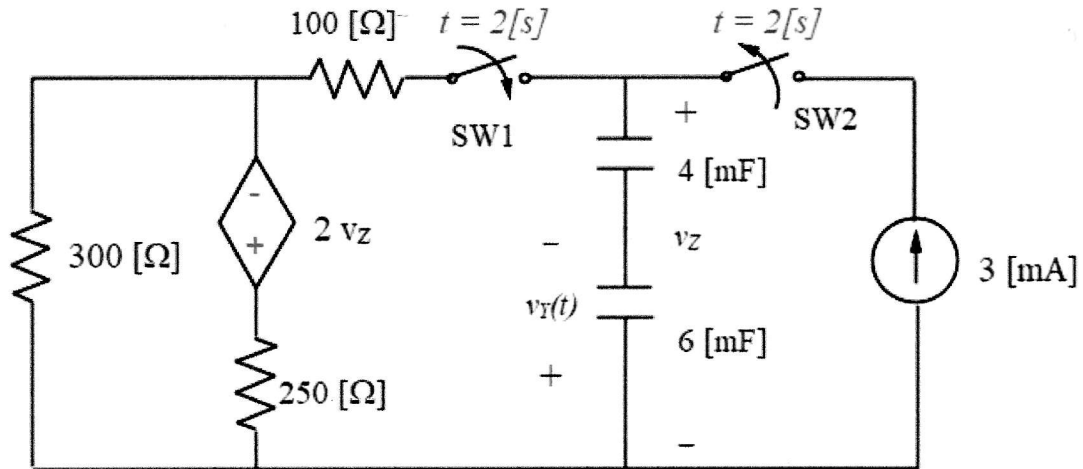 100 [Ω] t = 2[s] t = 2[s]
SW1 SW2
+
4 [mF]
-
+
2 vZ
300 [Ω]
– vZ
3 [mA]
vY(t)
6 [mF]
+
250 [Ω]
–